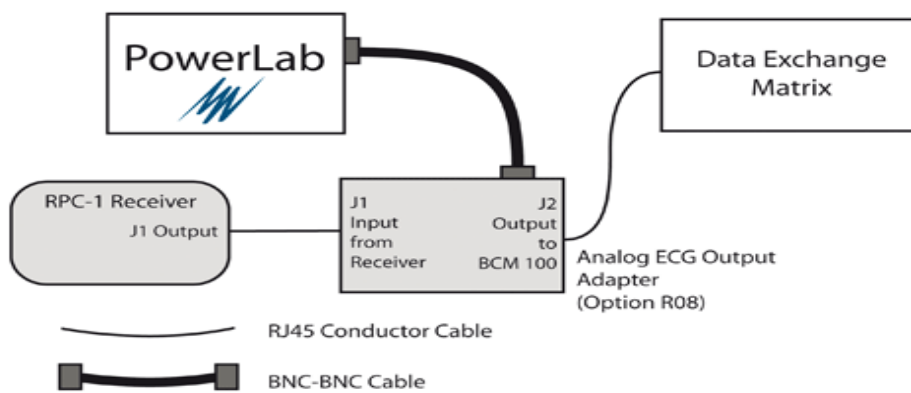 PowerLab
Data Exchange
Matrix
RPC-1 Receiver
J1 Output
J1
Input
from
Receiver
J2
Output
to
BCM 100
Analog ECG Output
Adapter
(Option R08)
RJ45 Conductor Cable
BNC-BNC Cable